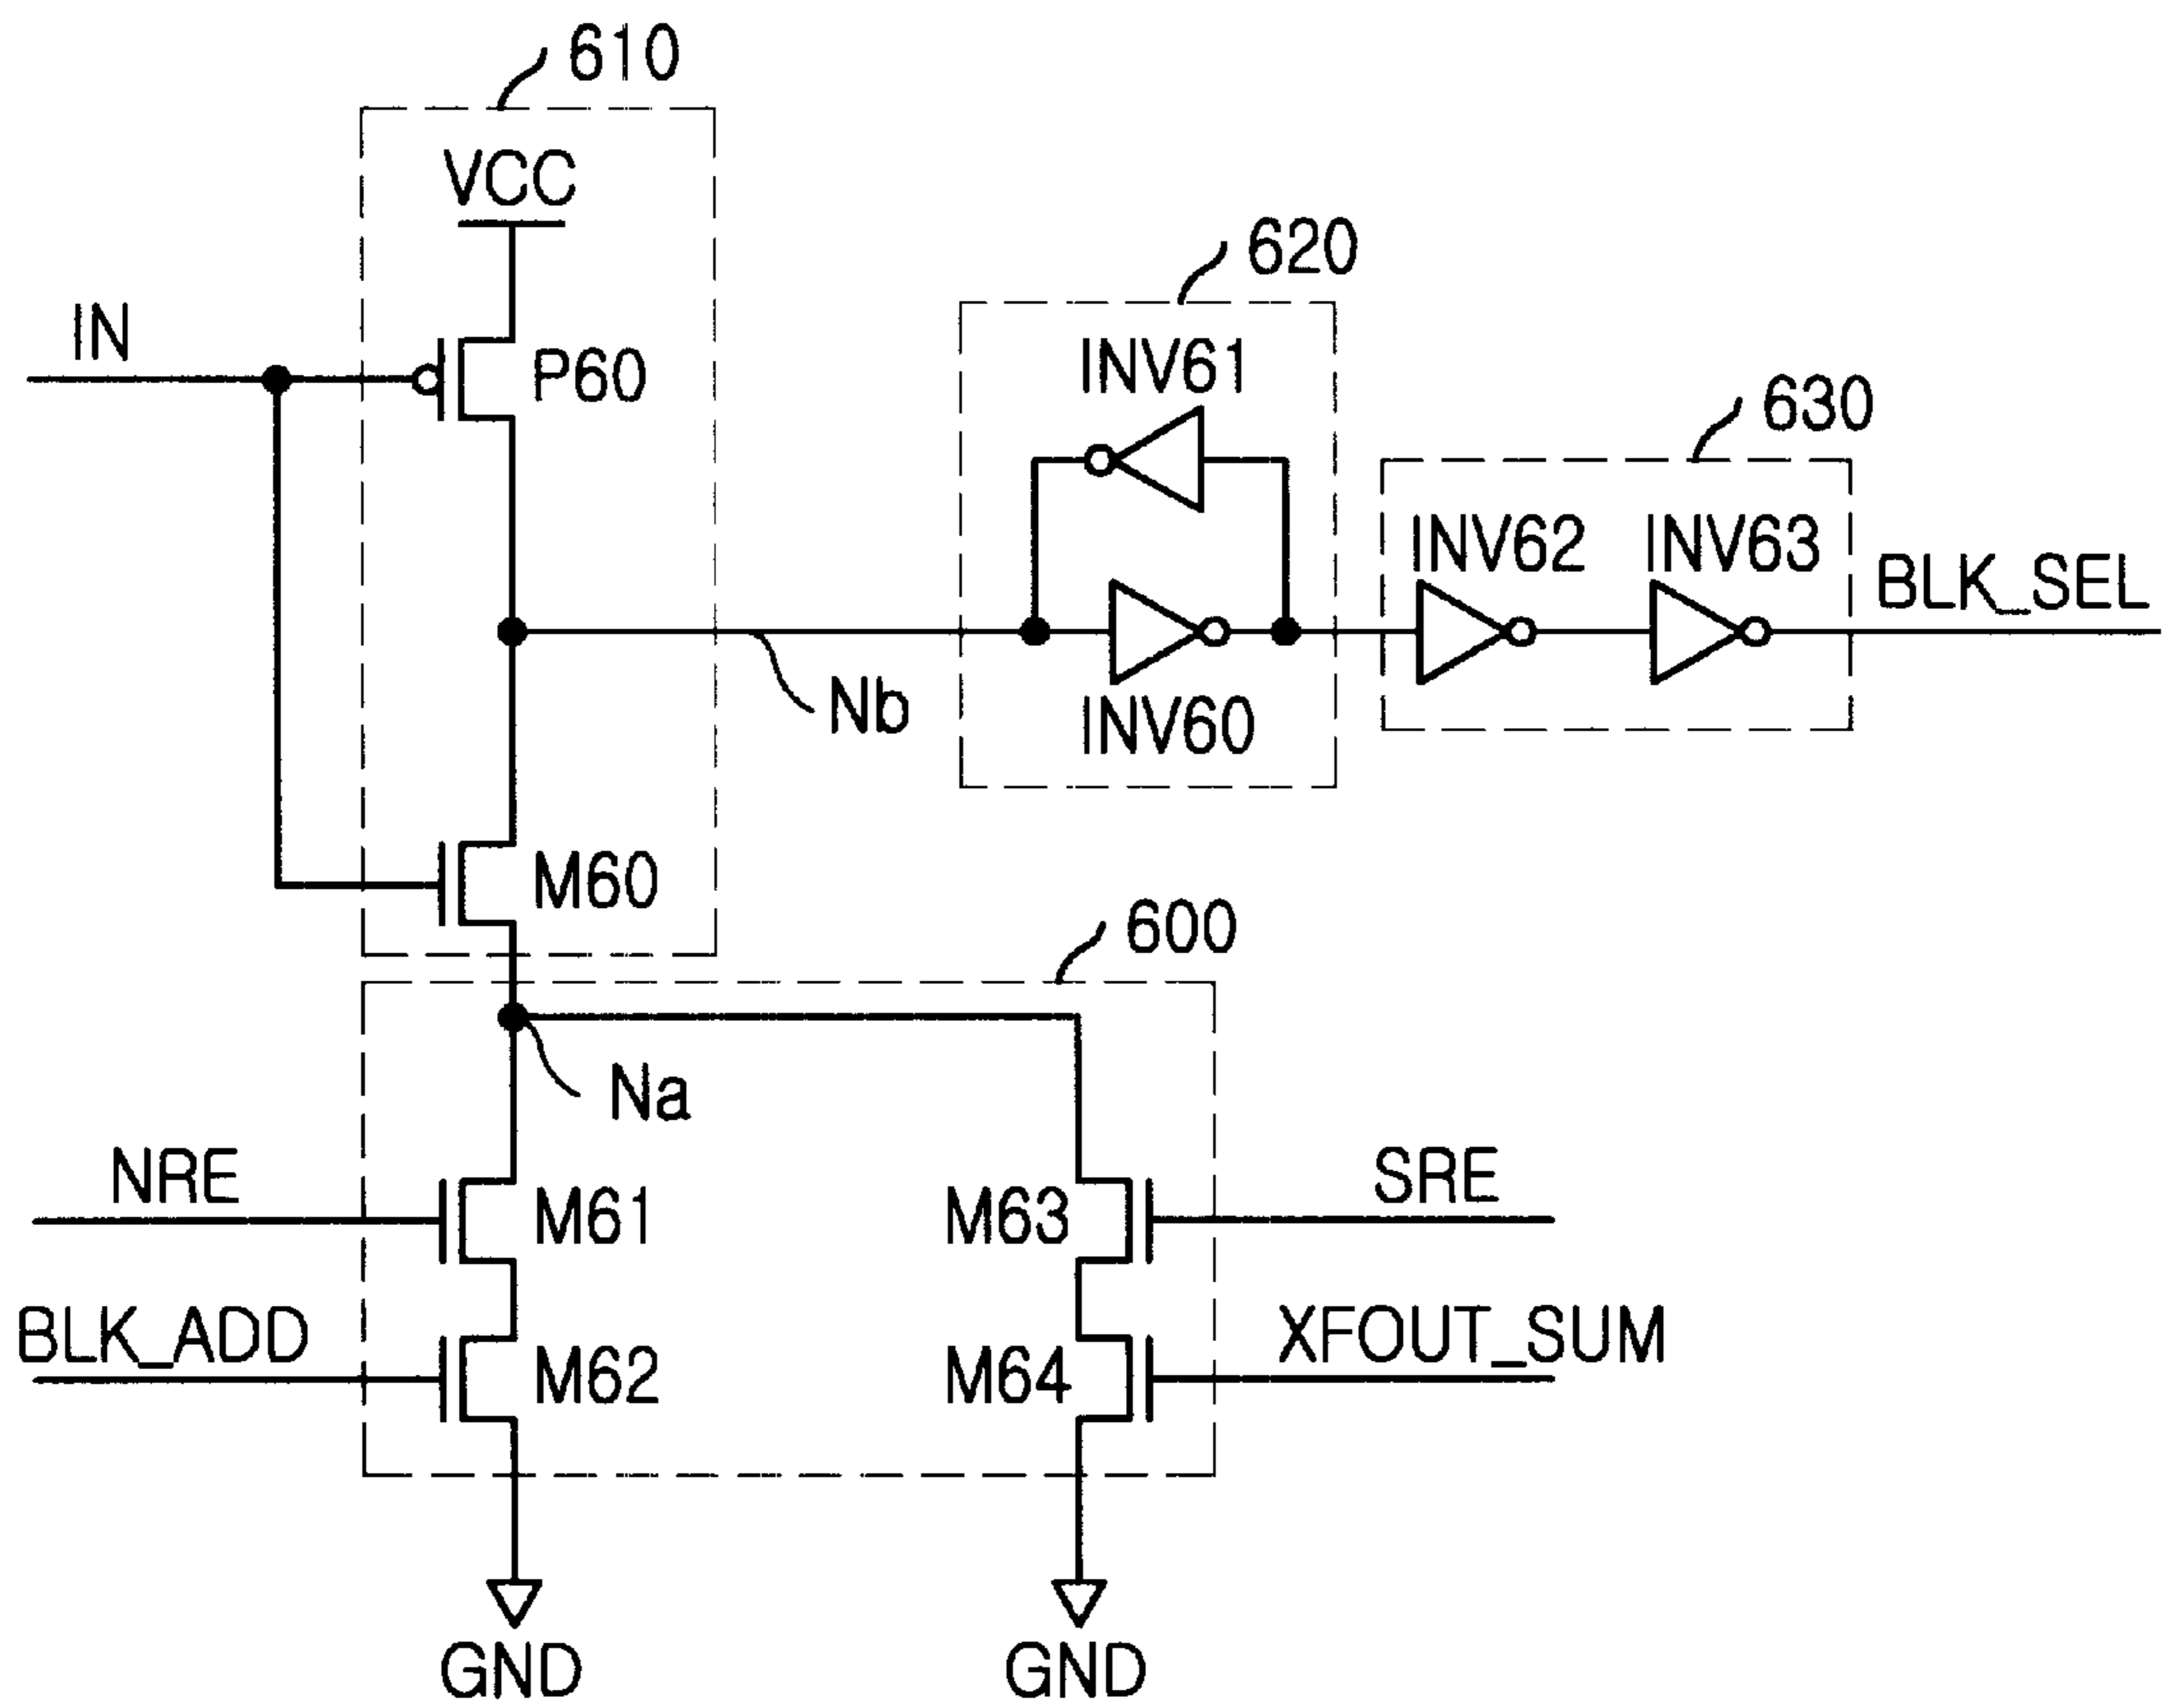 610
VCC
620
IN
P60
INV61
630
INV62 INV63
BLK_SEL
Nb
INV60
M60
600
Na
NRE
M61
M63
SRE
BLK_ADD
M62
M64
XFOUT_SUM
GND
GND